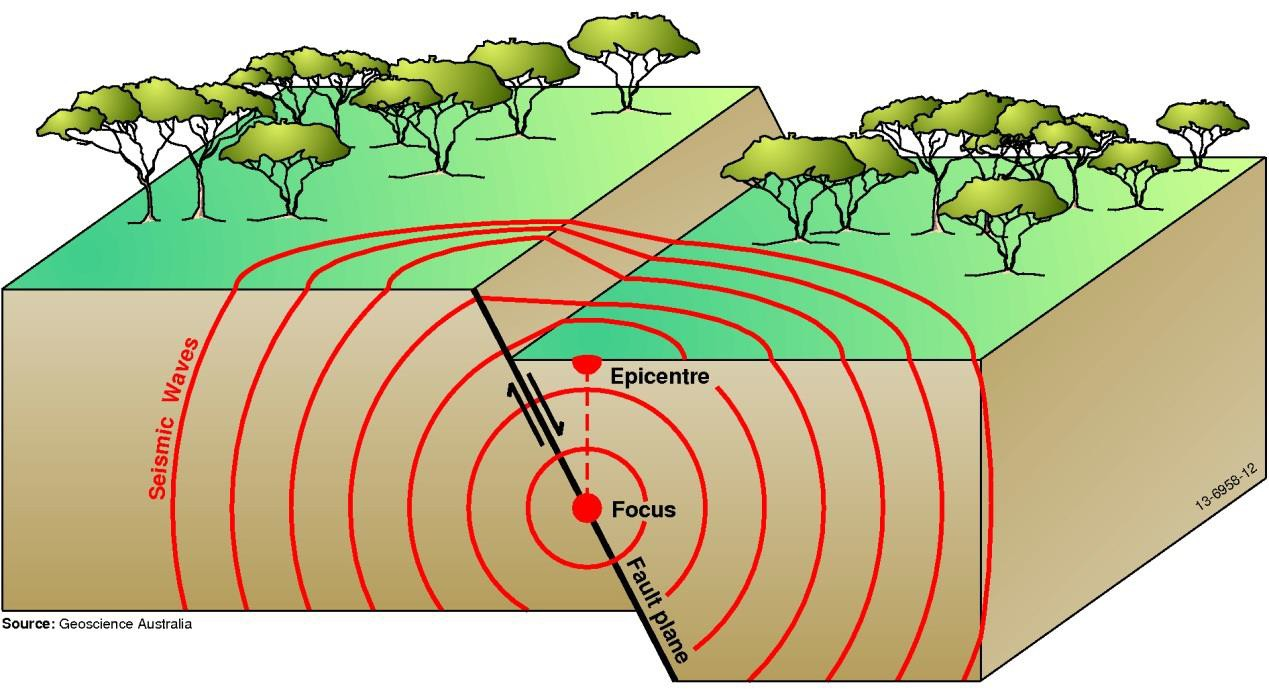 Seismic Waves
Epicentre
Focus
Fault plane
13-6958-12
Source: Geoscience Australia